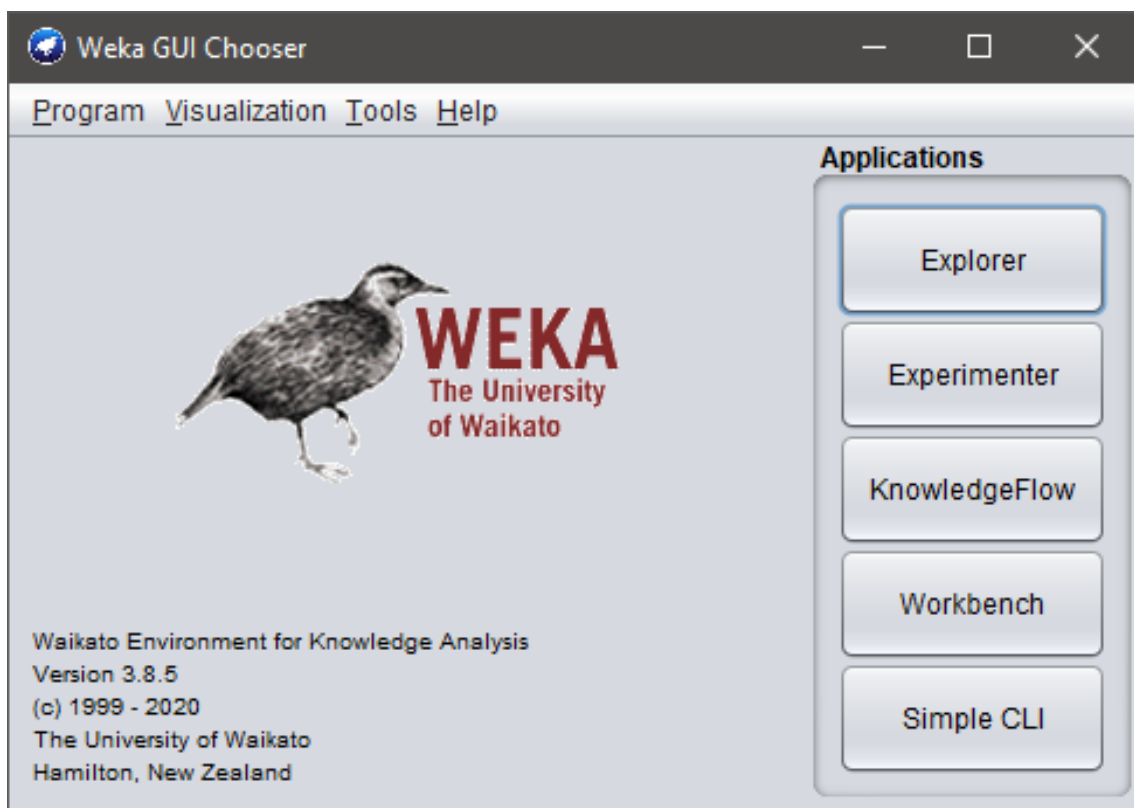 Weka GUI Chooser
Program Visualization Tools Help
Applications
Explorer
Experimenter
KnowledgeFlow
Workbench
Simple CLI
WEKA
The University
of Waikato
Waikato Environment for Knowledge Analysis
Version 3.8.5
(c) 1999 - 2020
The University of Waikato
Hamilton, New Zealand